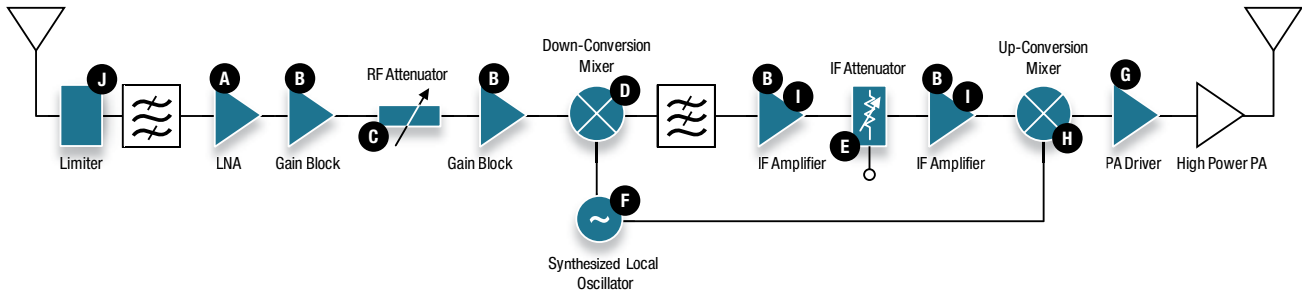 J
Limiter
A
LNA
B
Gain Block
RF Attenuator
C
B
Gain Block
Down-Conversion
Mixer
D
F
~
Synthesized Local
Oscillator
B
I
IF Amplifier
IF Attenuator
E
B
I
IF Amplifier
Up-Conversion
Mixer
H
G
PA Driver
High Power PA